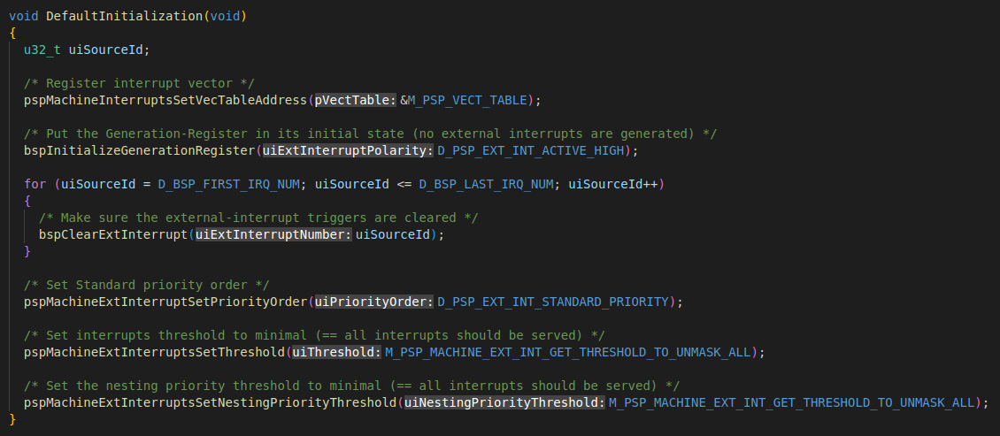 void DefaultInitialization(void)
{
u32_t uiSourceId;
/* Register interrupt vector */
pspMachineInterruptsSetVecTableAddress(pVectTable: &M_PSP_VECT_TABLE);
/* Put the Generation-Register in its initial state (no external interrupts are generated) */
bspInitializeGenerationRegister(uiExtInterruptPolarity: D_PSP_EXT_INT_ACTIVE_HIGH);
for (uiSourceId = D_BSP_FIRST_IRQ_NUM; uiSourceId <= D_BSP_LAST_IRQ_NUM; uiSourceId++)
{
/* Make sure the external-interrupt triggers are cleared */
bspClearExtInterrupt(uiExtInterruptNumber: uiSourceId);
}
/* Set Standard priority order */
pspMachineExtInterruptSetPriorityOrder(uiPriorityOrder: D_PSP_EXT_INT_STANDARD_PRIORITY);
/* Set interrupts threshold to minimal (== all interrupts should be served) */
pspMachineExtInterruptsSetThreshold(uiThreshold: M_PSP_MACHINE_EXT_INT_GET_THRESHOLD_TO_UNMASK_ALL);
/* Set the nesting priority threshold to minimal (== all interrupts should be served) */
pspMachineExtInterruptsSetNestingPriorityThreshold(uiNestingPriorityThreshold: M_PSP_MACHINE_EXT_INT_GET_THRESHOLD_TO_UNMASK_ALL);
}